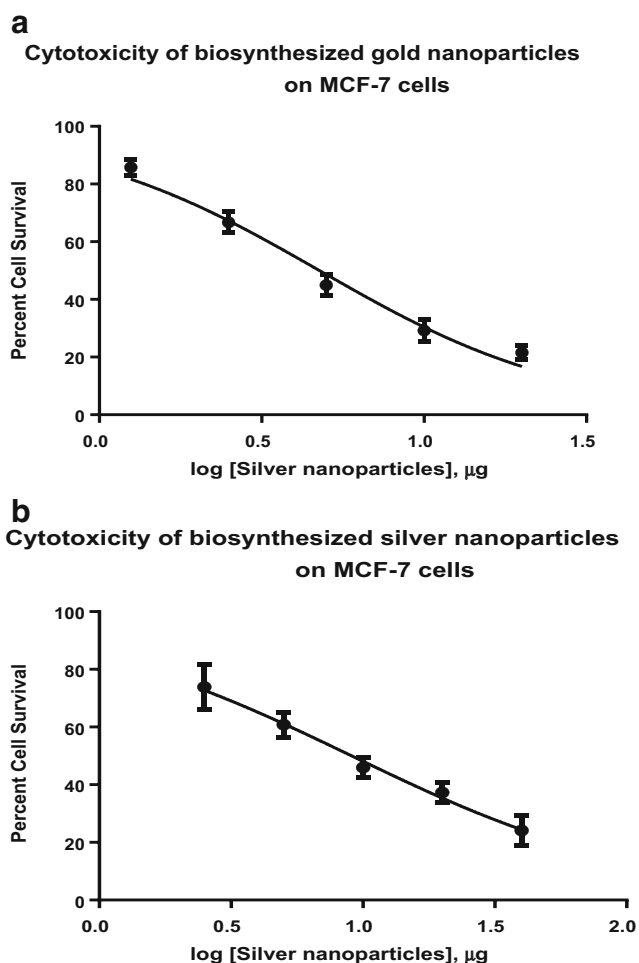 a
Cytotoxicity of biosynthesized gold nanoparticles
on MCF-7 cells
100
80
60
40
20
0
Percent Cell Survival
0.0 0.5 1.0 1.5
log [Silver nanoparticles], μg
b
Cytotoxicity of biosynthesized silver nanoparticles
on MCF-7 cells
100
80
60
40
20
0
Percent Cell Survival
0.0 0.5 1.0 1.5 2.0
log [Silver nanoparticles], μg